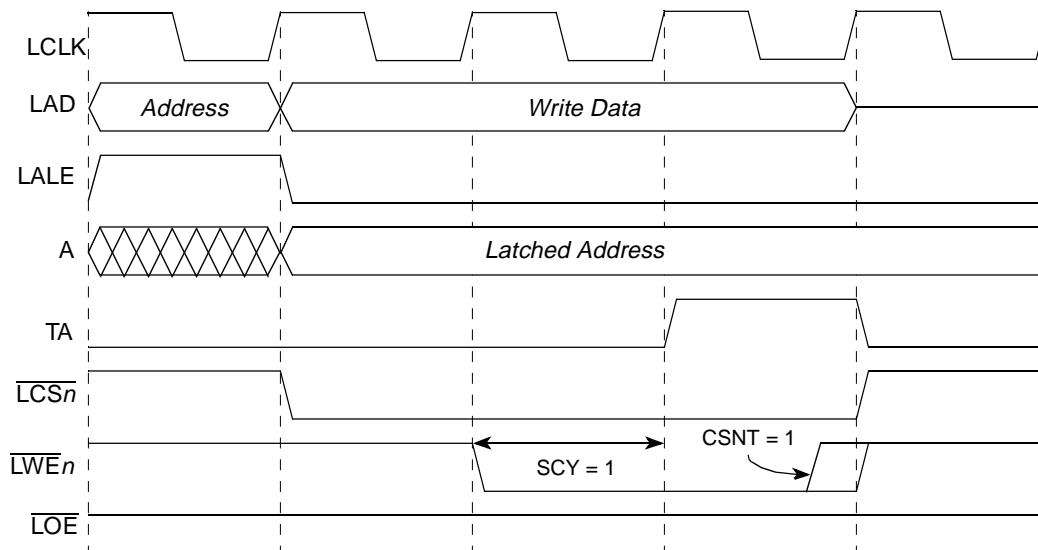 LCLK
LAD Address Write Data
LALE
A Latched Address
TA
LCSn
CSNT = 1
LWEn SCY = 1
LOE